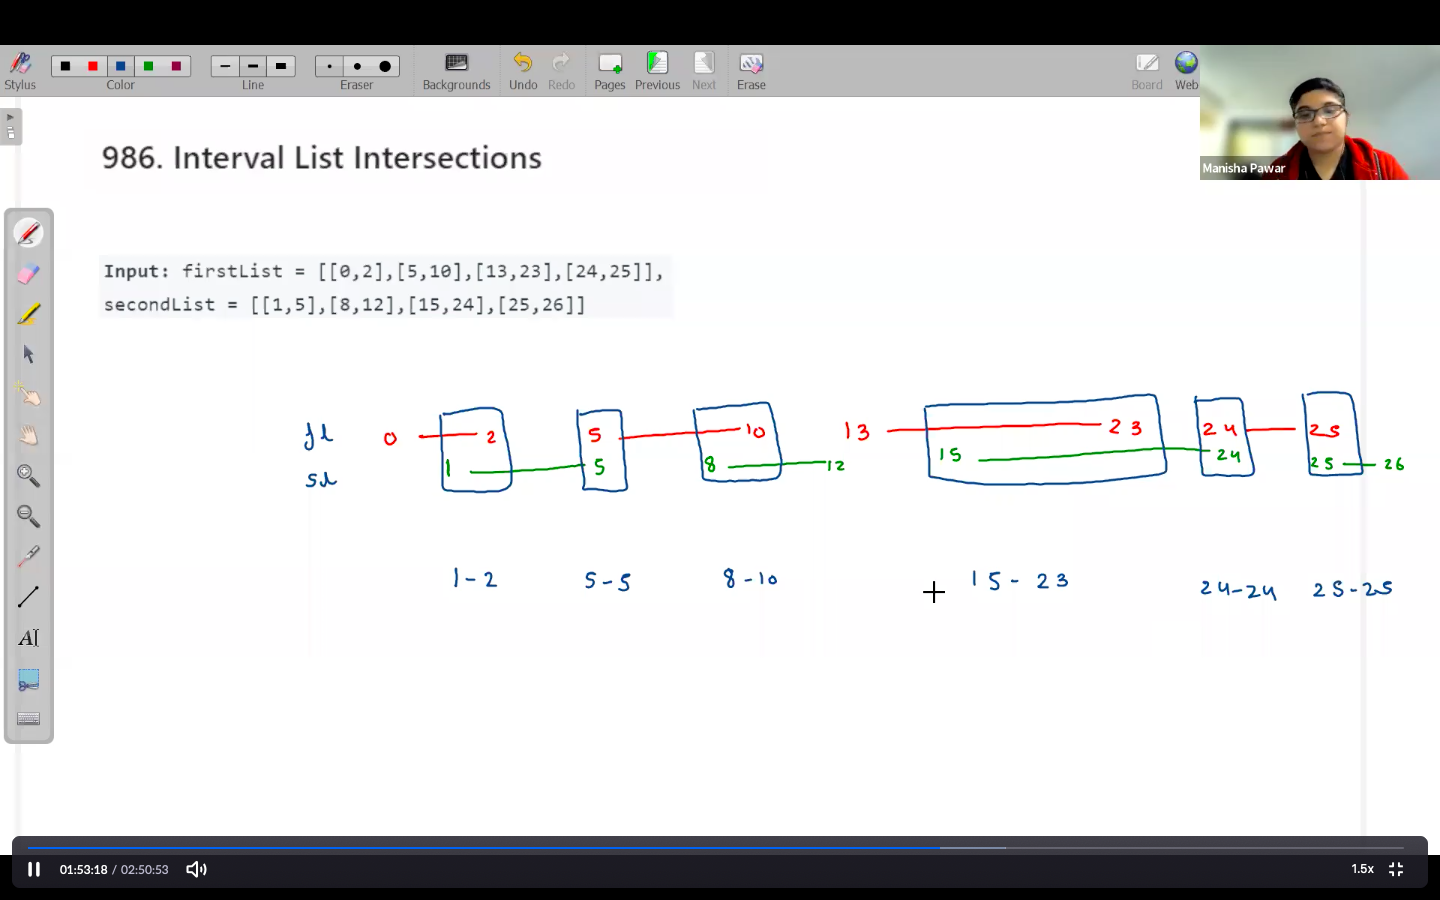 Stylus Color Line Eraser Backgrounds Undo Redo Pages Previous Next Erase Board Web
Manisha Pawar
986. Interval List Intersections
Input: firstList = [[0,2],[5,10],[13,23],[24,25]],
secondList = [[1,5],[8,12],[15,24],[25,26]]
fl 0 2 5 10 13 23 24 25
sl 1 5 8 12 15 24 25 26
1-2 5-5 8-10 15-23 24-24 25-25
A
01:53:18 / 02:50:53 1.5x